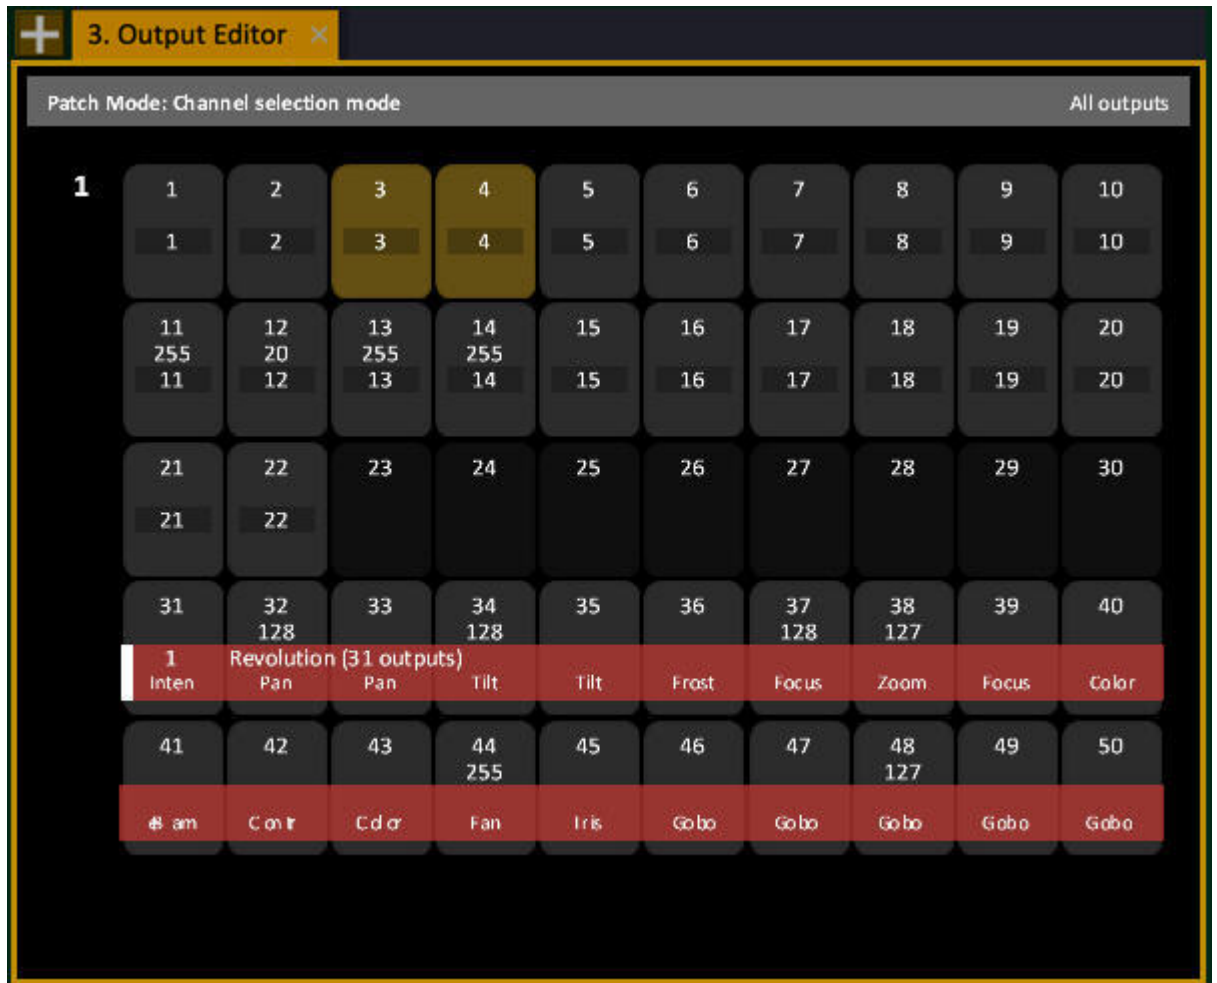 3. Output Editor ×
Patch Mode: Channel selection mode All outputs
1 1 2 3 4 5 6 7 8 9 10
1 2 3 4 5 6 7 8 9 10
11 12 13 14 15 16 17 18 19 20
255 20 255 255
11 12 13 14 15 16 17 18 19 20
21 22 23 24 25 26 27 28 29 30
21 22
31 32 33 34 35 36 37 38 39 40
128 128 128 127
1 Revolution (31 outputs)
Inten Pan Pan Tilt Tilt Frost Focus Zoom Focus Color
41 42 43 44 45 46 47 48 49 50
255 127
Contr Color Fan Iris Gobo Gobo Gobo Gobo Gobo